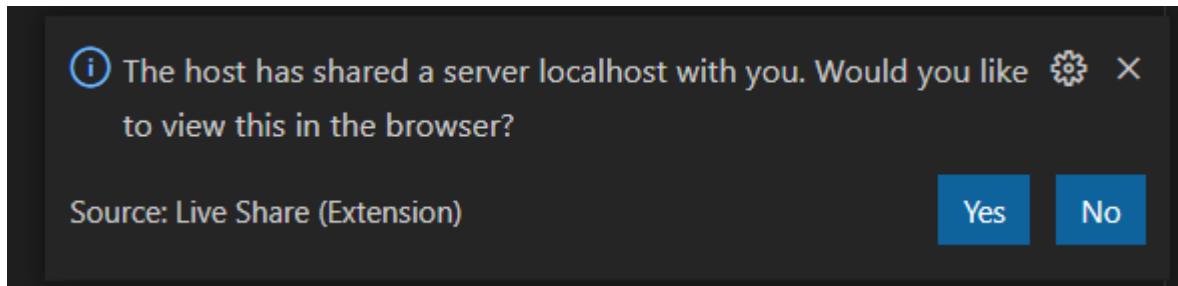 The host has shared a server localhost with you. Would you like
to view this in the browser?
Source: Live Share (Extension)
Yes
No